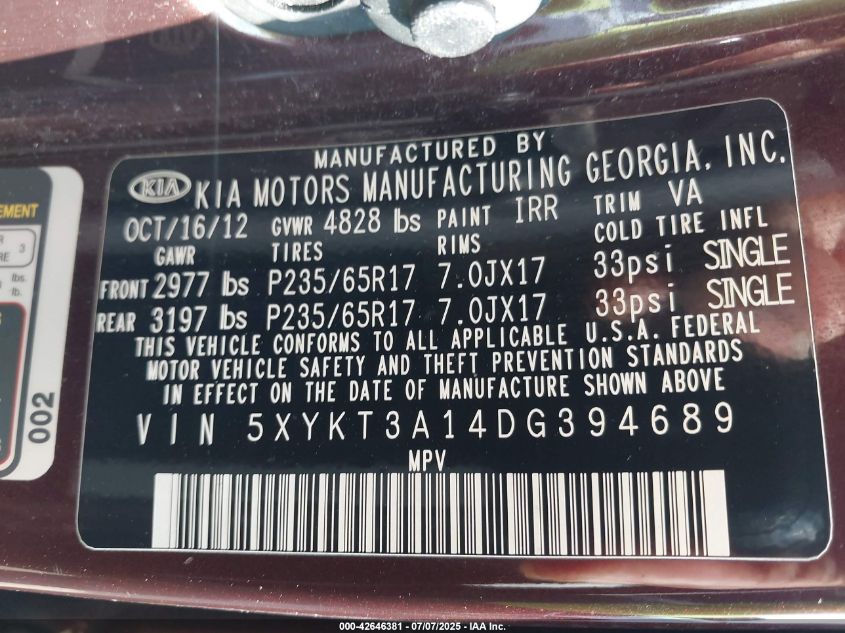 MANUFACTURED BY
KIA KIA MOTORS MANUFACTURING GEORGIA, INC.
OCT/16/12 GVWR 4828 lbs PAINT IRR TRIM VA
GAWR TIRES RIMS COLD TIRE INFL
FRONT 2977 lbs P235/65R17 7.0JX17 33psi SINGLE
REAR 3197 lbs P235/65R17 7.0JX17 33psi SINGLE
THIS VEHICLE CONFORMS TO ALL APPLICABLE U.S.A. FEDERAL
MOTOR VEHICLE SAFETY AND THEFT PREVENTION STANDARDS
IN EFFECT ON THE DATE OF MANUFACTURE SHOWN ABOVE
VIN 5XYKT3A14DG394689
MPV
3
lbs.
002
000-42646381 - 07/07/2025 - IAA Inc.